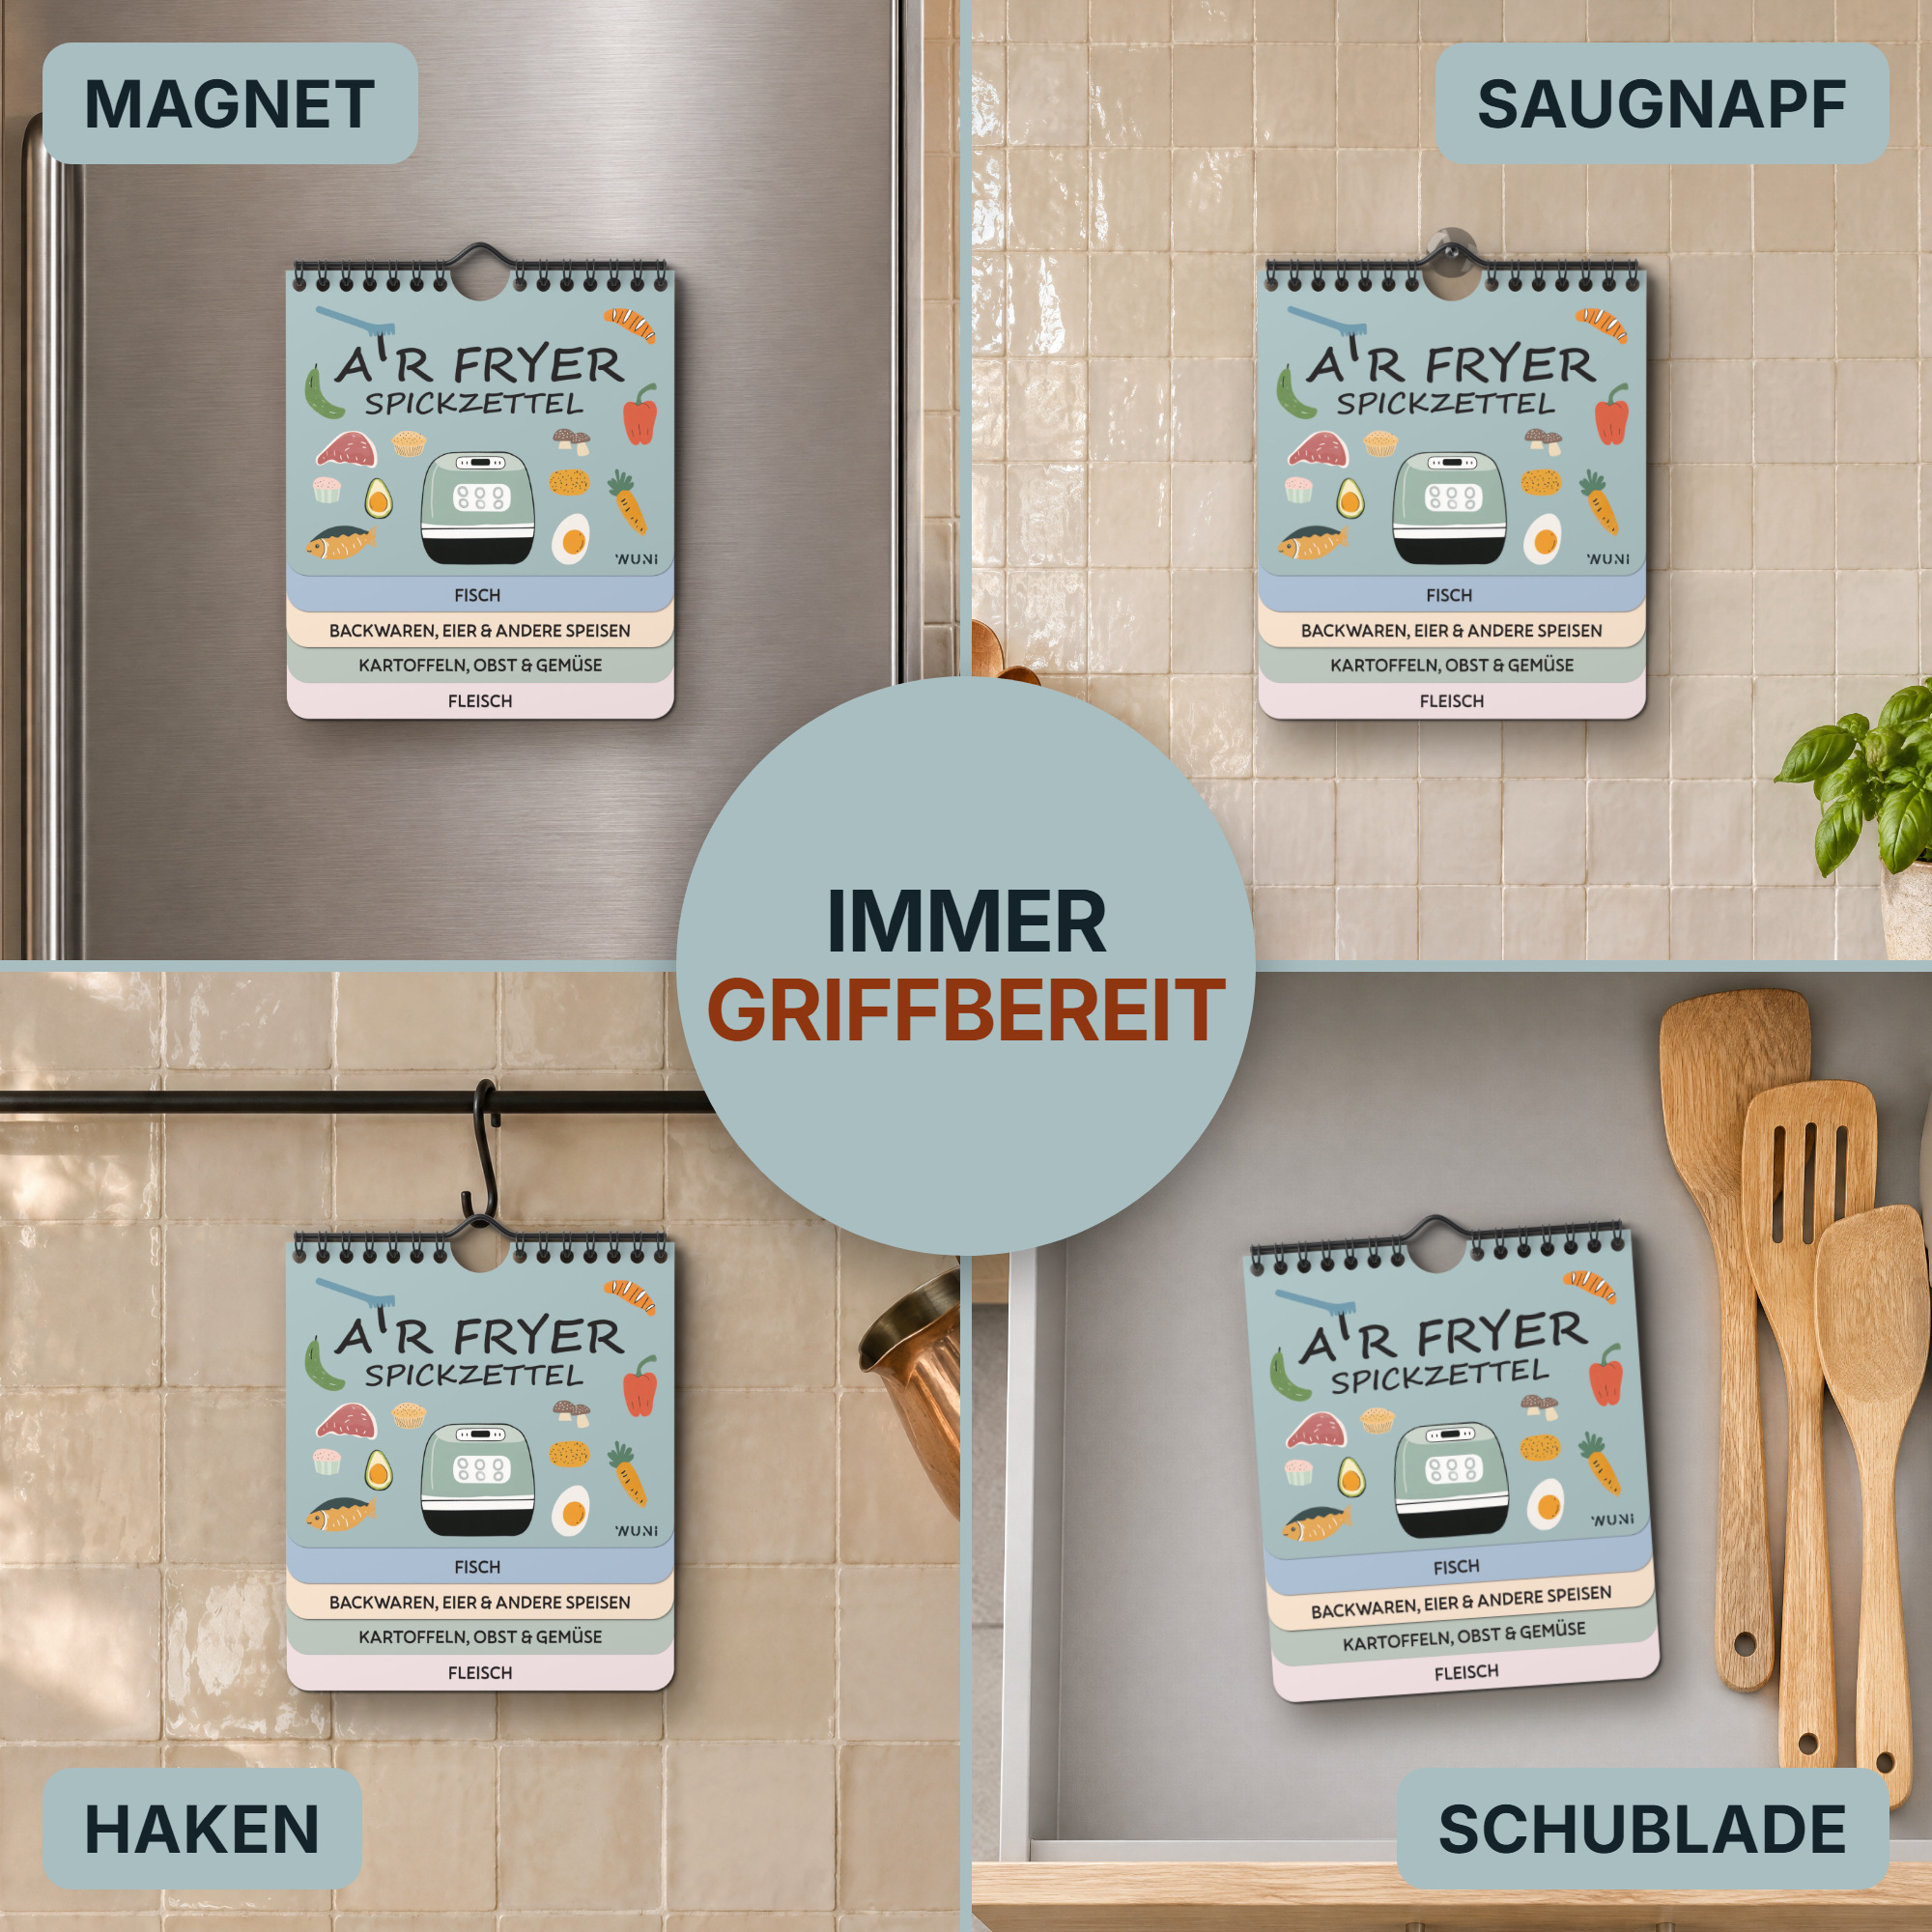 MAGNET
AIR FRYER
SPICKZETTEL
WUNI
FISCH
BACKWAREN, EIER & ANDERE SPEISEN
KARTOFFELN, OBST & GEMÜSE
FLEISCH
SAUGNAPF
AIR FRYER
SPICKZETTEL
WUNI
FISCH
BACKWAREN, EIER & ANDERE SPEISEN
KARTOFFELN, OBST & GEMÜSE
FLEISCH
IMMER
GRIFFBEREIT
AIR FRYER
SPICKZETTEL
WUNI
FISCH
BACKWAREN, EIER & ANDERE SPEISEN
KARTOFFELN, OBST & GEMÜSE
FLEISCH
HAKEN
AIR FRYER
SPICKZETTEL
WUNI
FISCH
BACKWAREN, EIER & ANDERE SPEISEN
KARTOFFELN, OBST & GEMÜSE
FLEISCH
SCHUBLADE